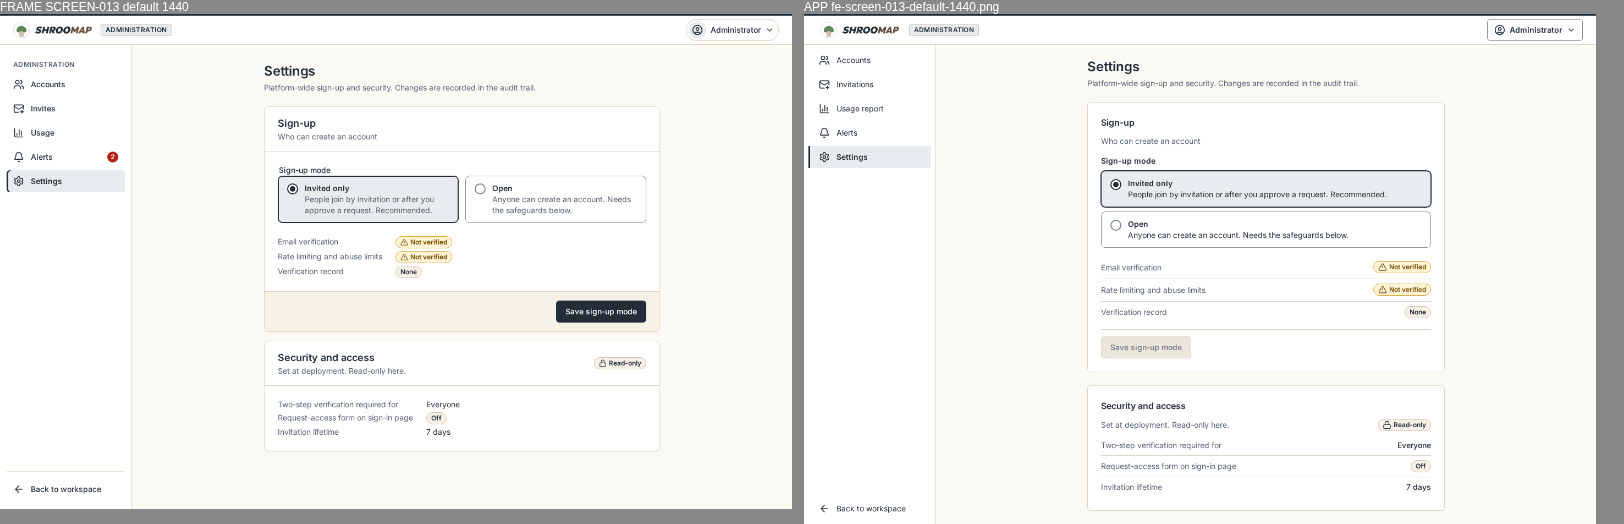 FRAME SCREEN-013 default 1440
SHROOMAP
ADMINISTRATION
Administrator
ADMINISTRATION
Accounts
Invites
Usage
Alerts
2
Settings
Back to workspace
Settings
Platform-wide sign-up and security. Changes are recorded in the audit trail.
Sign-up
Who can create an account
Sign-up mode
Invited only
People join by invitation or after you
approve a request. Recommended.
Open
Anyone can create an account. Needs
the safeguards below.
Email verification
Not verified
Rate limiting and abuse limits
Not verified
Verification record
None
Save sign-up mode
Security and access
Set at deployment. Read-only here.
Read-only
Two-step verification required for
Everyone
Request-access form on sign-in page
Off
Invitation lifetime
7 days
APP fe-screen-013-default-1440.png
SHROOMAP
ADMINISTRATION
Administrator
Accounts
Invitations
Usage report
Alerts
Settings
Back to workspace
Settings
Platform-wide sign-up and security. Changes are recorded in the audit trail.
Sign-up
Who can create an account
Sign-up mode
Invited only
People join by invitation or after you approve a request. Recommended.
Open
Anyone can create an account. Needs the safeguards below.
Email verification
Not verified
Rate limiting and abuse limits
Not verified
Verification record
None
Save sign-up mode
Security and access
Set at deployment. Read-only here.
Read-only
Two-step verification required for
Everyone
Request-access form on sign-in page
Off
Invitation lifetime
7 days